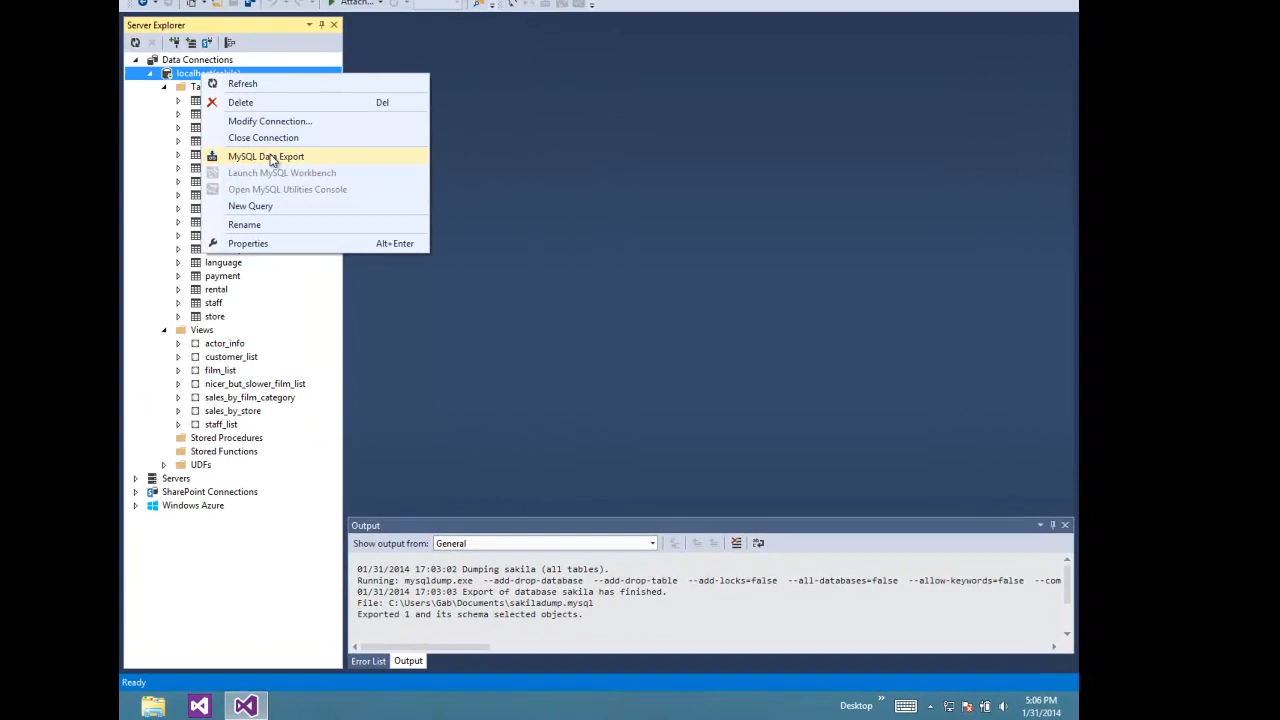 Attach...
Server Explorer
Data Connections
Refresh
Delete Del
Modify Connection...
Close Connection
MySQL Data Export
Launch MySQL Workbench
Open MySQL Utilities Console
New Query
Rename
Properties Alt+Enter
language
payment
rental
staff
store
Views
actor_info
customer_list
film_list
nicer_but_slower_film_list
sales_by_film_category
sales_by_store
staff_list
Stored Procedures
Stored Functions
UDFs
Servers
SharePoint Connections
Windows Azure
Output
Show output from: General
01/31/2014 17:03:02 Dumping sakila (all tables).
Running: mysqldump.exe --add-drop-database --add-drop-table --add-locks=false --all-databases=false --allow-keywords=false --com
01/31/2014 17:03:03 Export of database sakila has finished.
File: C:\Users\Gab\Documents\sakiladump.mysql
Exported 1 and its schema selected objects.
Error List Output
Ready
Desktop
5:06 PM
1/31/2014